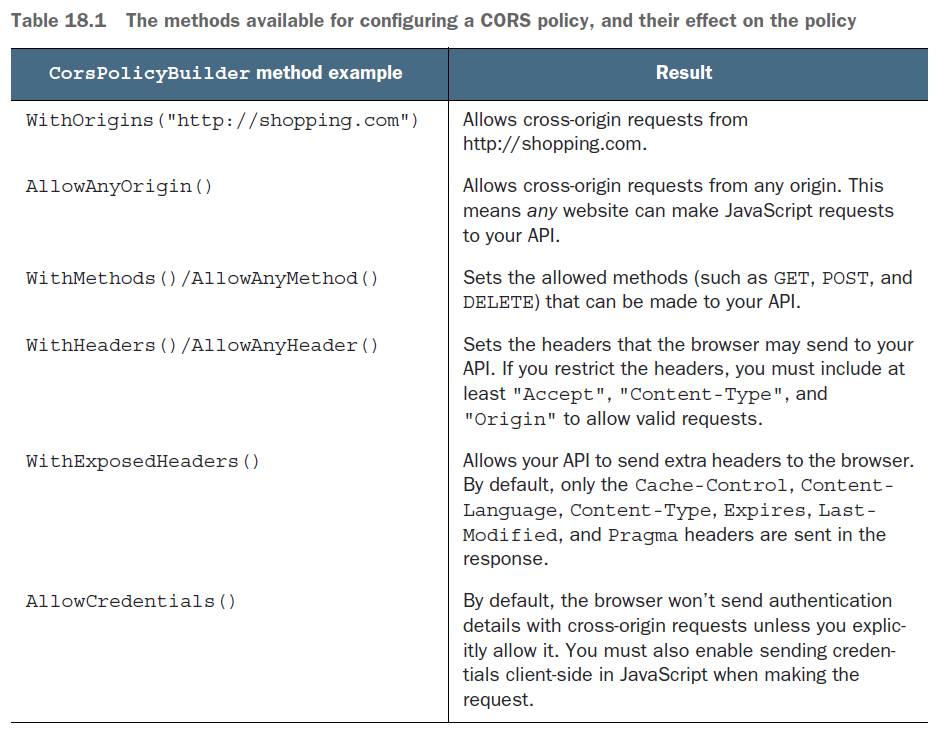 Table 18.1 The methods available for configuring a CORS policy, and their effect on the policy
CorsPolicyBuilder method example
Result
WithOrigins("http://shopping.com")
Allows cross-origin requests from
http://shopping.com.
AllowAnyOrigin()
Allows cross-origin requests from any origin. This
means any website can make JavaScript requests
to your API.
WithMethods()/AllowAnyMethod()
Sets the allowed methods (such as GET, POST, and
DELETE) that can be made to your API.
WithHeaders()/AllowAnyHeader()
Sets the headers that the browser may send to your
API. If you restrict the headers, you must include at
least "Accept", "Content-Type", and
"Origin" to allow valid requests.
WithExposedHeaders()
Allows your API to send extra headers to the browser.
By default, only the Cache-Control, Content-
Language, Content-Type, Expires, Last-
Modified, and Pragma headers are sent in the
response.
AllowCredentials()
By default, the browser won’t send authentication
details with cross-origin requests unless you explic-
itly allow it. You must also enable sending creden-
tials client-side in JavaScript when making the
request.